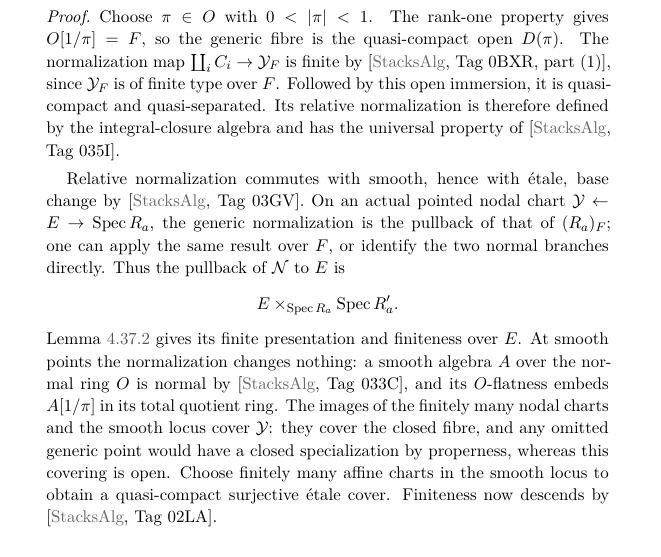 Proof. Choose π ∈ O with 0 < |π| < 1. The rank-one property gives
O[1/π] = F, so the generic fibre is the quasi-compact open D(π). The
normalization map ∐ᵢ Cᵢ → 𝒴_F is finite by [StacksAlg, Tag 0BXR, part (1)],
since 𝒴_F is of finite type over F. Followed by this open immersion, it is quasi-
compact and quasi-separated. Its relative normalization is therefore defined
by the integral-closure algebra and has the universal property of [StacksAlg,
Tag 035I].
Relative normalization commutes with smooth, hence with étale, base
change by [StacksAlg, Tag 03GV]. On an actual pointed nodal chart 𝒴 ←
E → Spec R_a, the generic normalization is the pullback of that of (R_a)_F;
one can apply the same result over F, or identify the two normal branches
directly. Thus the pullback of 𝒩 to E is
E ×_{Spec R_a} Spec R′_a.
Lemma 4.37.2 gives its finite presentation and finiteness over E. At smooth
points the normalization changes nothing: a smooth algebra A over the nor-
mal ring O is normal by [StacksAlg, Tag 033C], and its O-flatness embeds
A[1/π] in its total quotient ring. The images of the finitely many nodal charts
and the smooth locus cover 𝒴: they cover the closed fibre, and any omitted
generic point would have a closed specialization by properness, whereas this
covering is open. Choose finitely many affine charts in the smooth locus to
obtain a quasi-compact surjective étale cover. Finiteness now descends by
[StacksAlg, Tag 02LA].